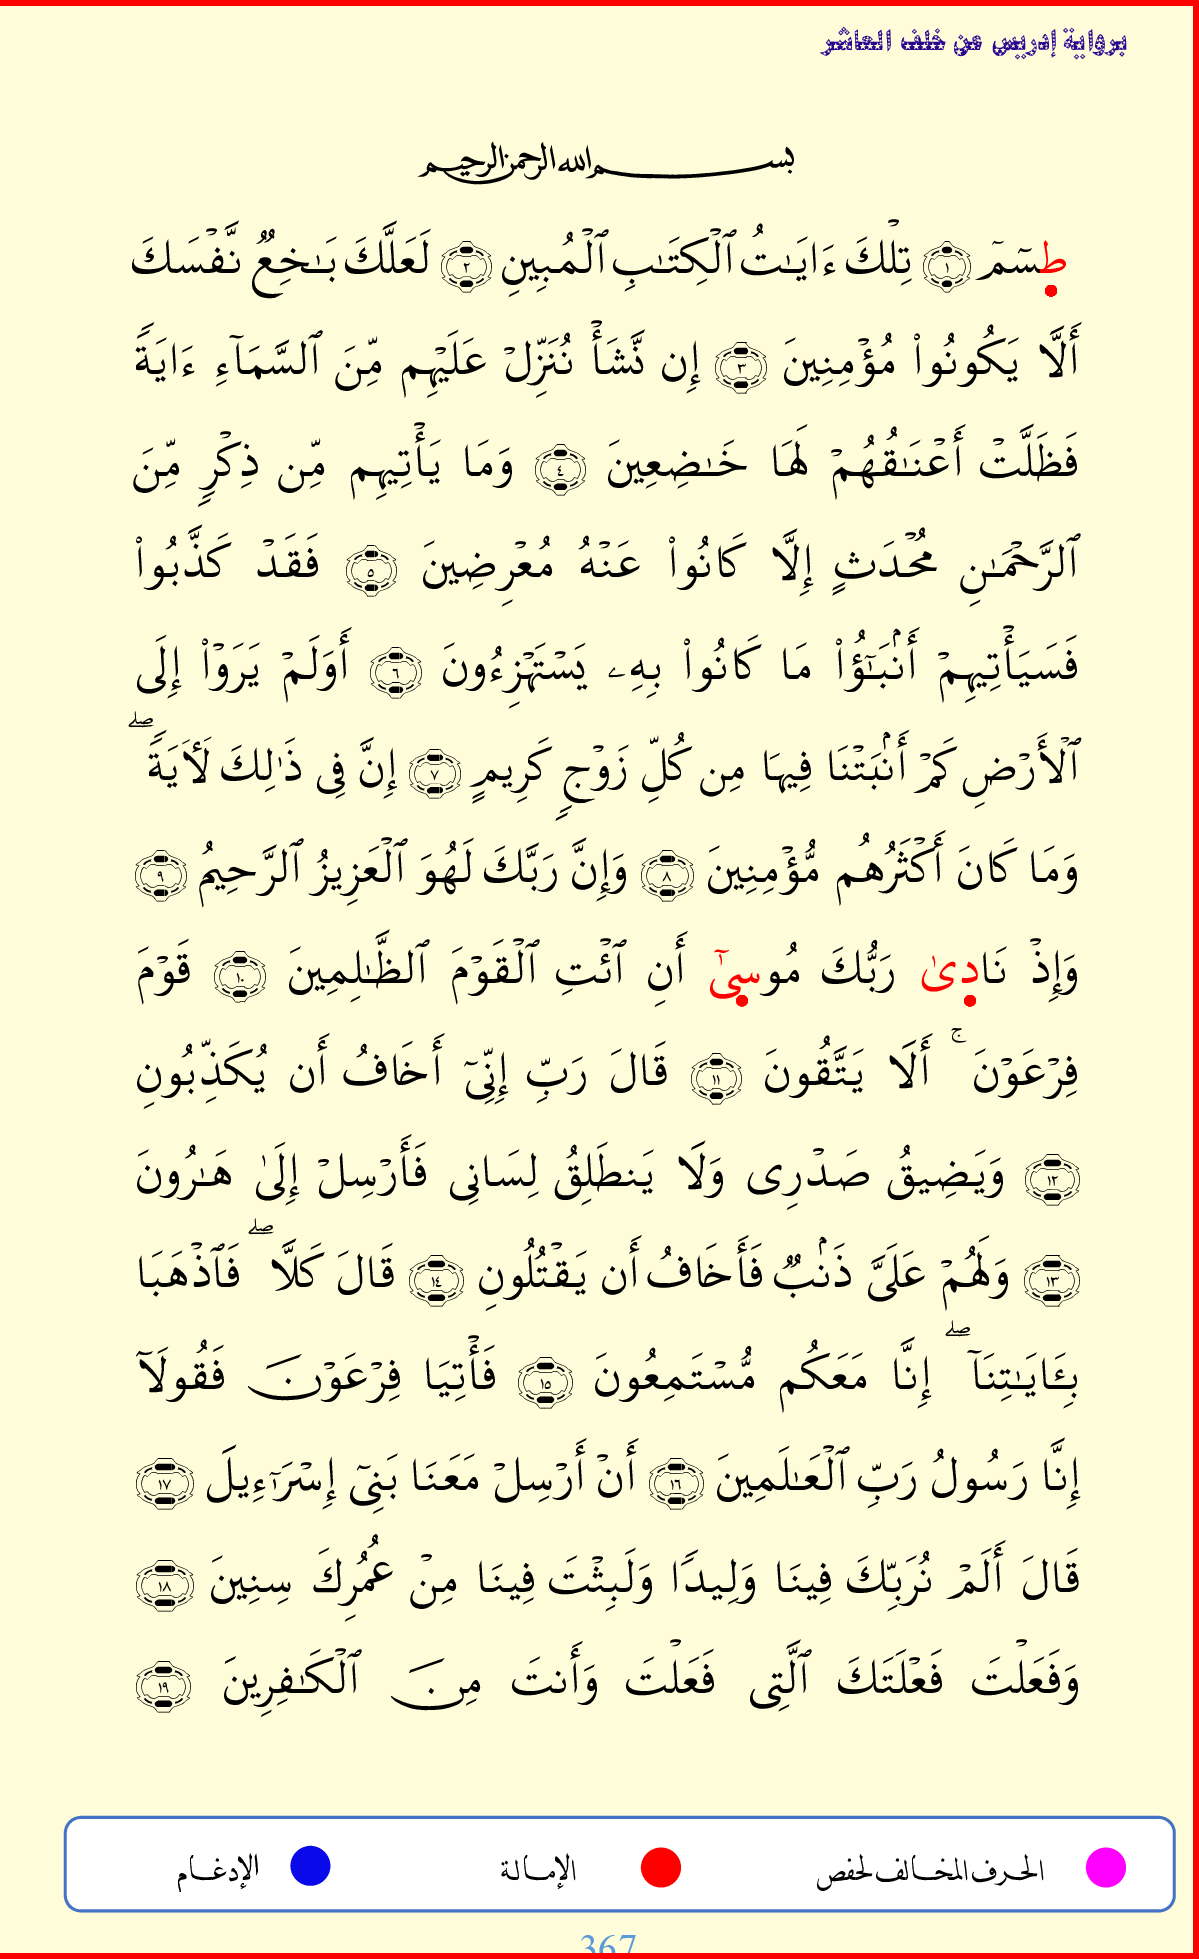 برواية إدريس عن خلف العاشر
بسم الله الرحمن الرحيم
طسٓمٓ ١ تِلۡكَ ءَايَٰتُ ٱلۡكِتَٰبِ ٱلۡمُبِينِ ٢ لَعَلَّكَ بَٰخِعٞ نَّفۡسَكَ
أَلَّا يَكُونُواْ مُؤۡمِنِينَ ٣ إِن نَّشَأۡ نُنَزِّلۡ عَلَيۡهِم مِّنَ ٱلسَّمَآءِ ءَايَةٗ
فَظَلَّتۡ أَعۡنَٰقُهُمۡ لَهَا خَٰضِعِينَ ٤ وَمَا يَأۡتِيهِم مِّن ذِكۡرٖ مِّنَ
ٱلرَّحۡمَٰنِ مُحۡدَثٍ إِلَّا كَانُواْ عَنۡهُ مُعۡرِضِينَ ٥ فَقَدۡ كَذَّبُواْ
فَسَيَأۡتِيهِمۡ أَنۢبَٰٓؤُاْ مَا كَانُواْ بِهِۦ يَسۡتَهۡزِءُونَ ٦ أَوَلَمۡ يَرَوۡاْ إِلَى
ٱلۡأَرۡضِ كَمۡ أَنۢبَتۡنَا فِيهَا مِن كُلِّ زَوۡجٖ كَرِيمٍ ٧ إِنَّ فِي ذَٰلِكَ لَأٓيَةٗۖ
وَمَا كَانَ أَكۡثَرُهُم مُّؤۡمِنِينَ ٨ وَإِنَّ رَبَّكَ لَهُوَ ٱلۡعَزِيزُ ٱلرَّحِيمُ ٩
وَإِذۡ نَادِىٰ رَبُّكَ مُوسِىٰٓ أَنِ ٱئۡتِ ٱلۡقَوۡمَ ٱلظَّٰلِمِينَ ١٠ قَوۡمَ
فِرۡعَوۡنَۚ أَلَا يَتَّقُونَ ١١ قَالَ رَبِّ إِنِّيٓ أَخَافُ أَن يُكَذِّبُونِ
١٢ وَيَضِيقُ صَدۡرِي وَلَا يَنطَلِقُ لِسَانِي فَأَرۡسِلۡ إِلَىٰ هَٰرُونَ
١٣ وَلَهُمۡ عَلَيَّ ذَنۢبٞ فَأَخَافُ أَن يَقۡتُلُونِ ١٤ قَالَ كَلَّاۖ فَٱذۡهَبَا
بِـَٔايَٰتِنَآۖ إِنَّا مَعَكُم مُّسۡتَمِعُونَ ١٥ فَأۡتِيَا فِرۡعَوۡنَ فَقُولَآ
إِنَّا رَسُولُ رَبِّ ٱلۡعَٰلَمِينَ ١٦ أَنۡ أَرۡسِلۡ مَعَنَا بَنِيٓ إِسۡرَٰٓءِيلَ ١٧
قَالَ أَلَمۡ نُرَبِّكَ فِينَا وَلِيدٗا وَلَبِثۡتَ فِينَا مِنۡ عُمُرِكَ سِنِينَ ١٨
وَفَعَلۡتَ فَعۡلَتَكَ ٱلَّتِي فَعَلۡتَ وَأَنتَ مِنَ ٱلۡكَٰفِرِينَ ١٩
الحرف المخالف لحفص الإمالة الإدغام
367